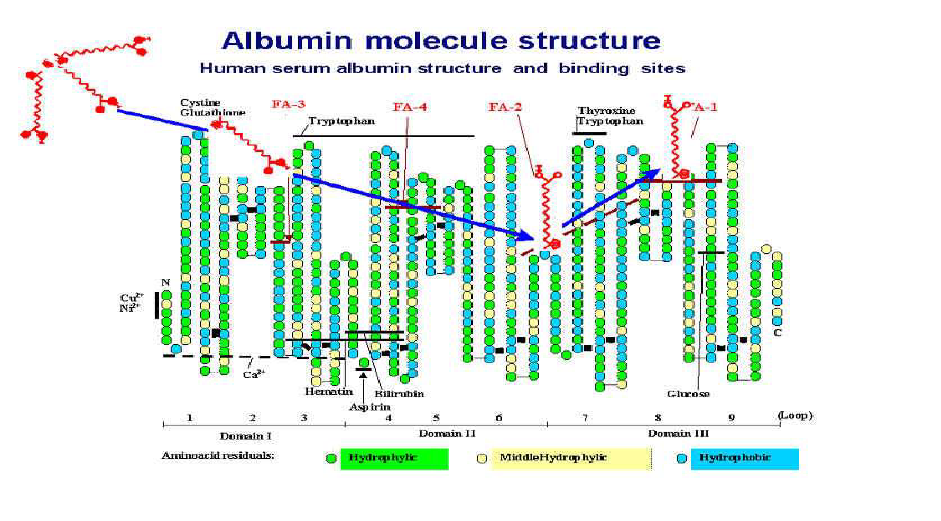 Albumin molecule structure
Human serum albumin structure and binding sites
Cystine
Glutathione
FA-3
Tryptophan
FA-4
FA-2
Thyroxine
Tryptophan
A-1
N
Cu²⁺
Ni²⁺
Ca²⁺
Hematin
Bilirubin
Aspirin
Glucose
C
1 2 3 4 5 6 7 8 9 (Loop)
Domain I Domain II Domain III
Aminoacid residuals: Hydrophylic MiddleHydrophylic Hydrophobic